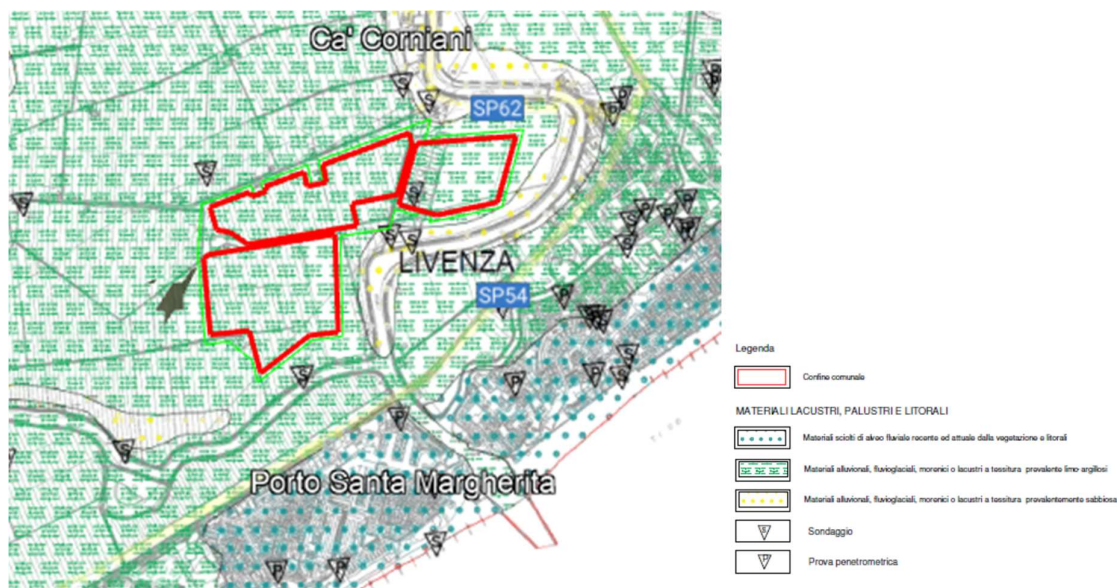 Ca' Corniani
SP62
LIVENZA
SP54
Porto Santa Margherita
Legenda
Confine comunale
MATERIALI LACUSTRI, PALUSTRI E LITORALI
Materiali sciolti di alveo fluviale recente ed attuale dalla vegetazione e litorali
Materiali alluvionali, fluvioglaciali, morenici o lacustri a tessitura prevalente limo-argillosi
Materiali alluvionali, fluvioglaciali, morenici o lacustri a tessitura prevalentemente sabbiosa
S Sondaggio
P Prova penetrometrica